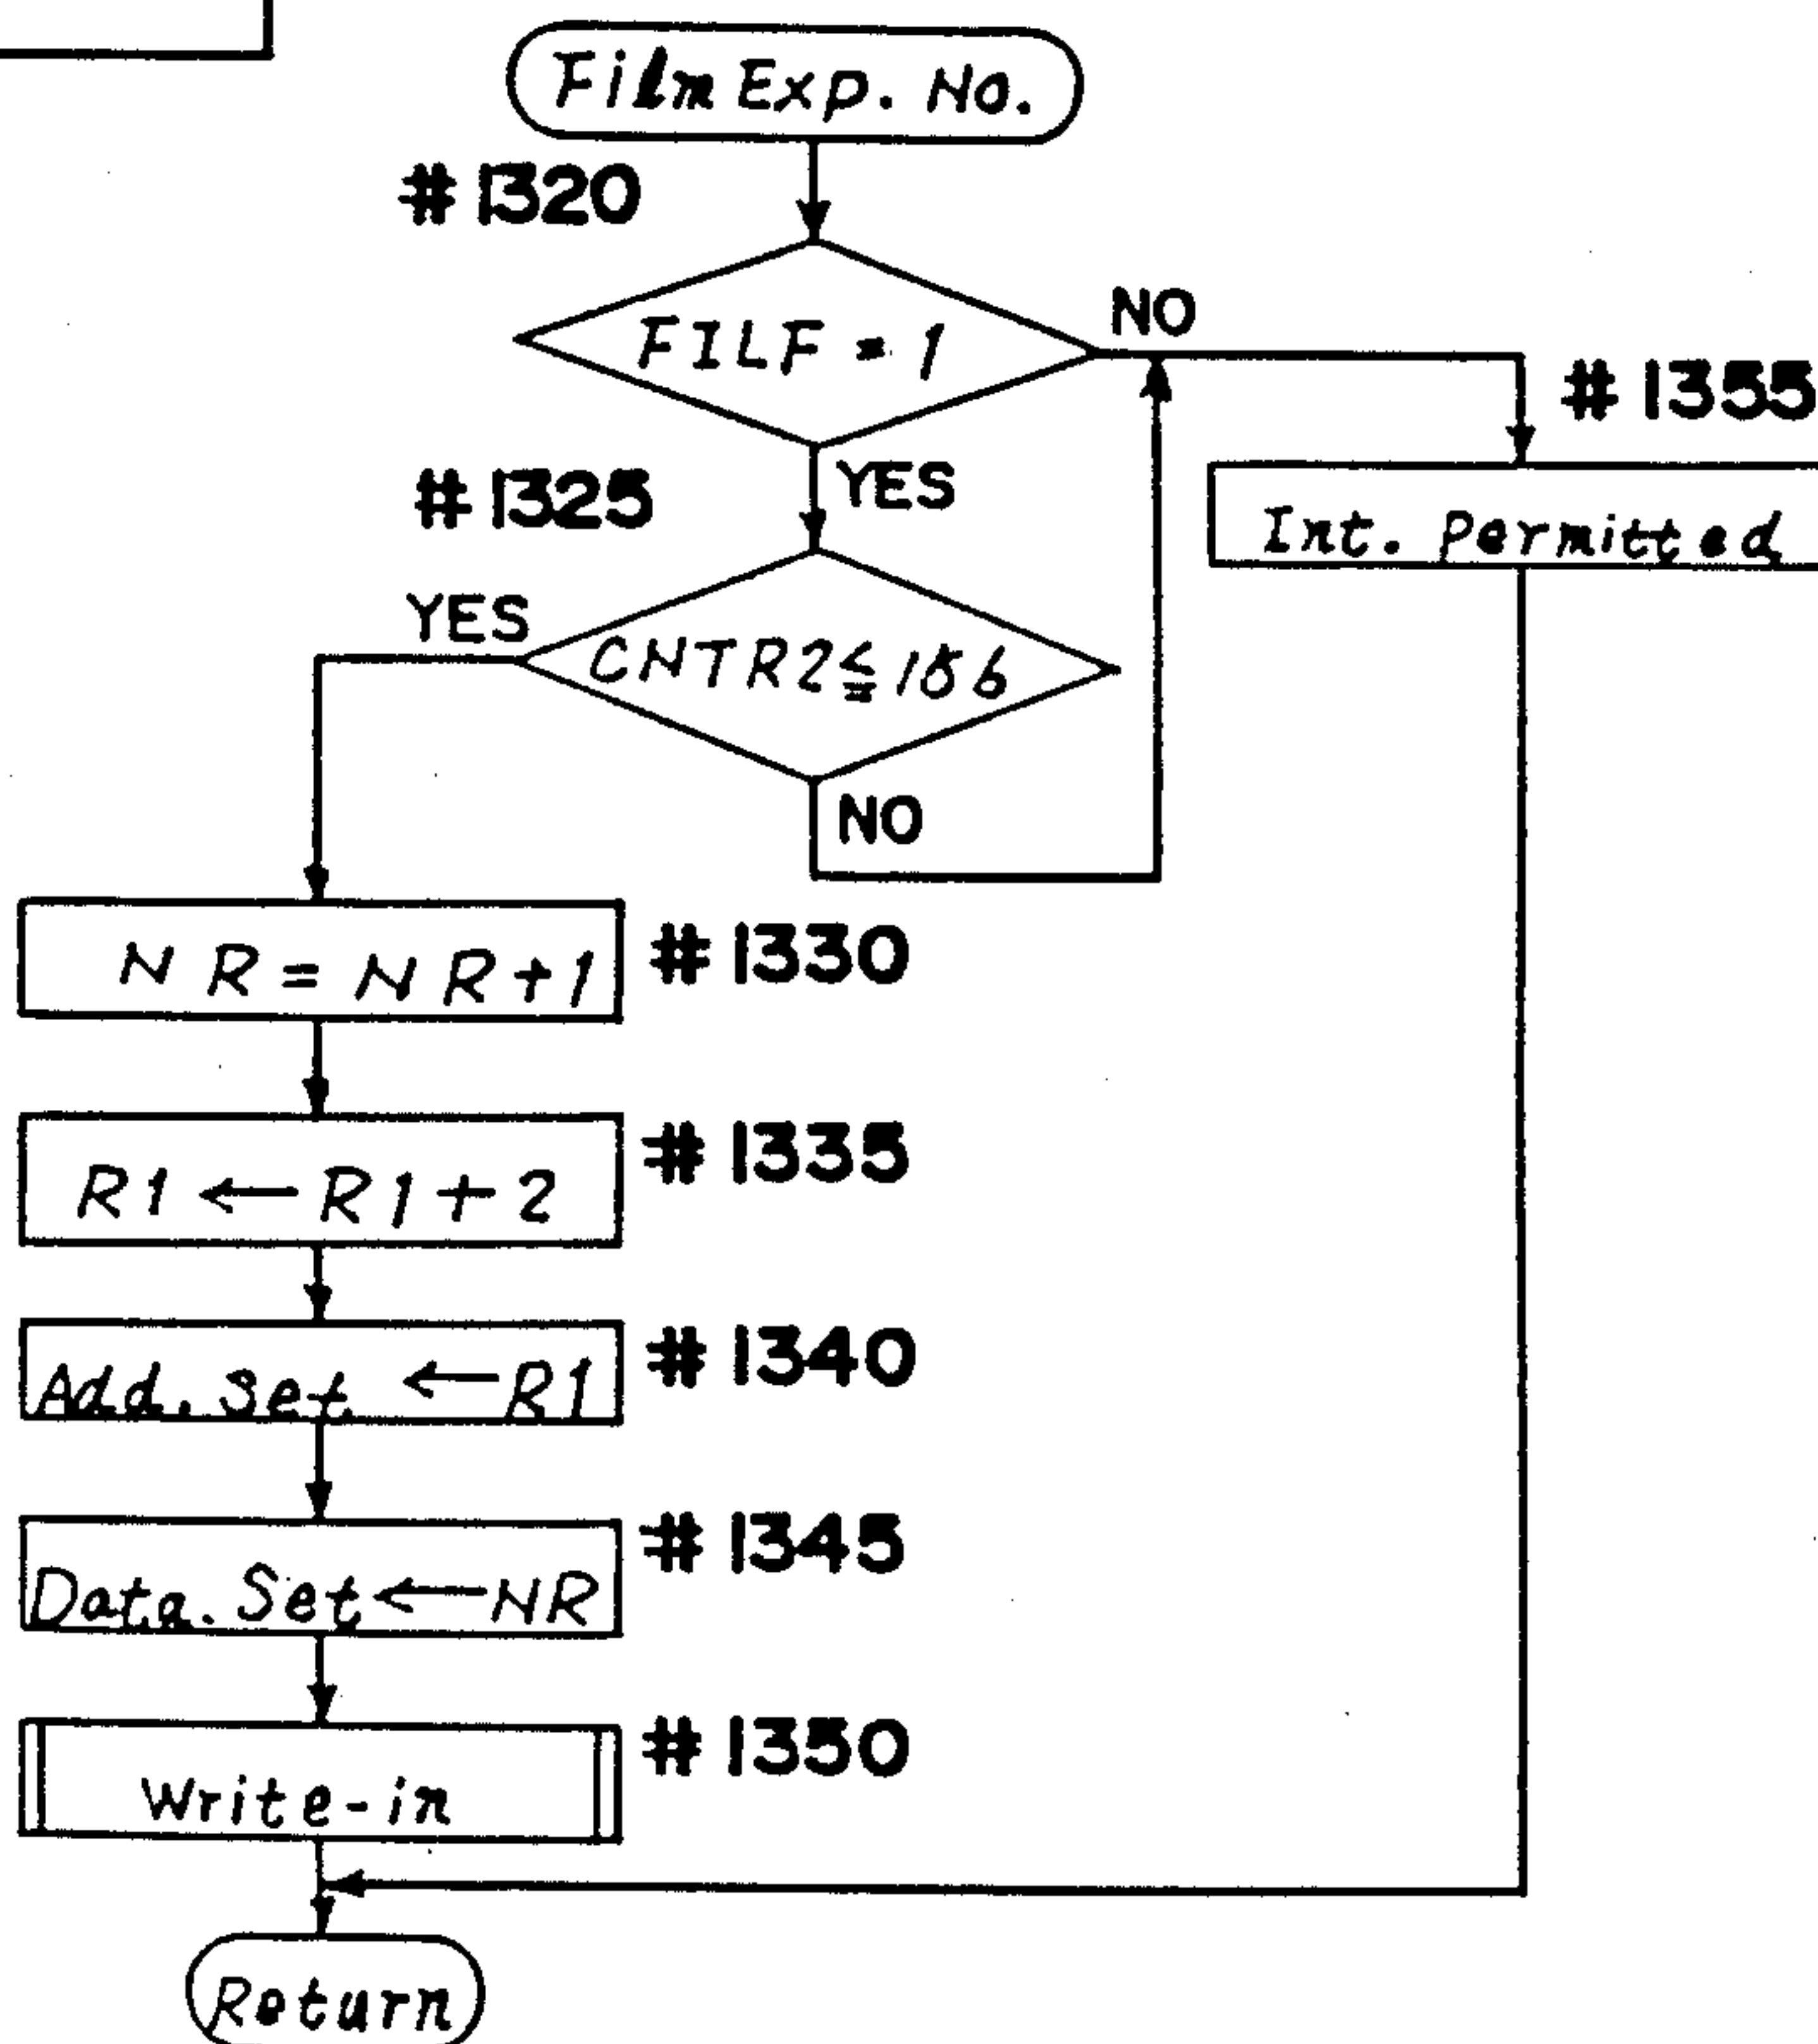 Film Exp. No.
#1320
FILF = 1
NO
#1355
YES
#1325
Int. Permitted
YES
CNTR2≦186
NO
NR=NR+1
#1330
R1←R1+2
#1335
Add. Set ←R1
#1340
Data. Set←NR
#1345
Write-in
#1350
Return